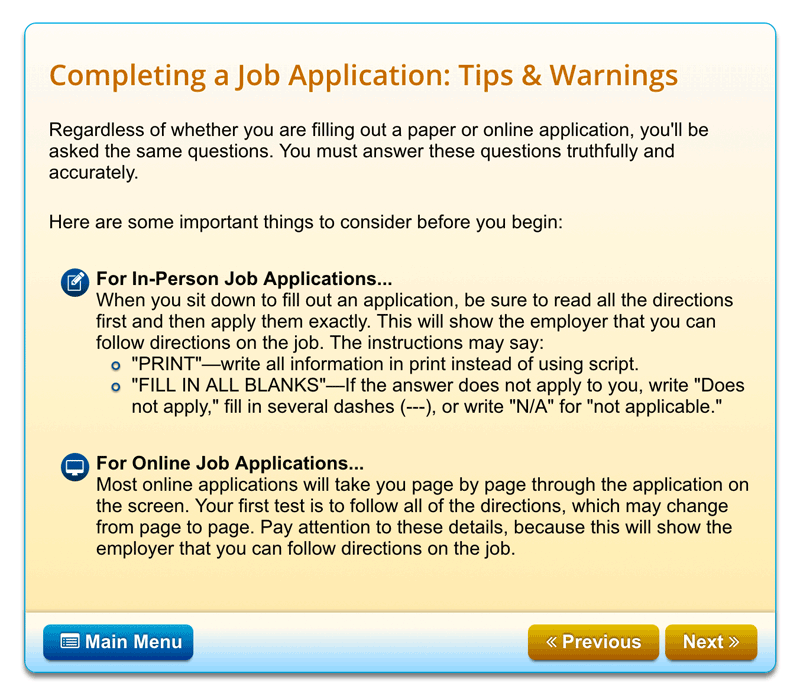 Completing a Job Application: Tips & Warnings
Regardless of whether you are filling out a paper or online application, you'll be
asked the same questions. You must answer these questions truthfully and
accurately.
Here are some important things to consider before you begin:
For In-Person Job Applications...
When you sit down to fill out an application, be sure to read all the directions
first and then apply them exactly. This will show the employer that you can
follow directions on the job. The instructions may say:
"PRINT"—write all information in print instead of using script.
"FILL IN ALL BLANKS"—If the answer does not apply to you, write "Does
not apply," fill in several dashes (---), or write "N/A" for "not applicable."
For Online Job Applications...
Most online applications will take you page by page through the application on
the screen. Your first test is to follow all of the directions, which may change
from page to page. Pay attention to these details, because this will show the
employer that you can follow directions on the job.
Main Menu
« Previous
Next »